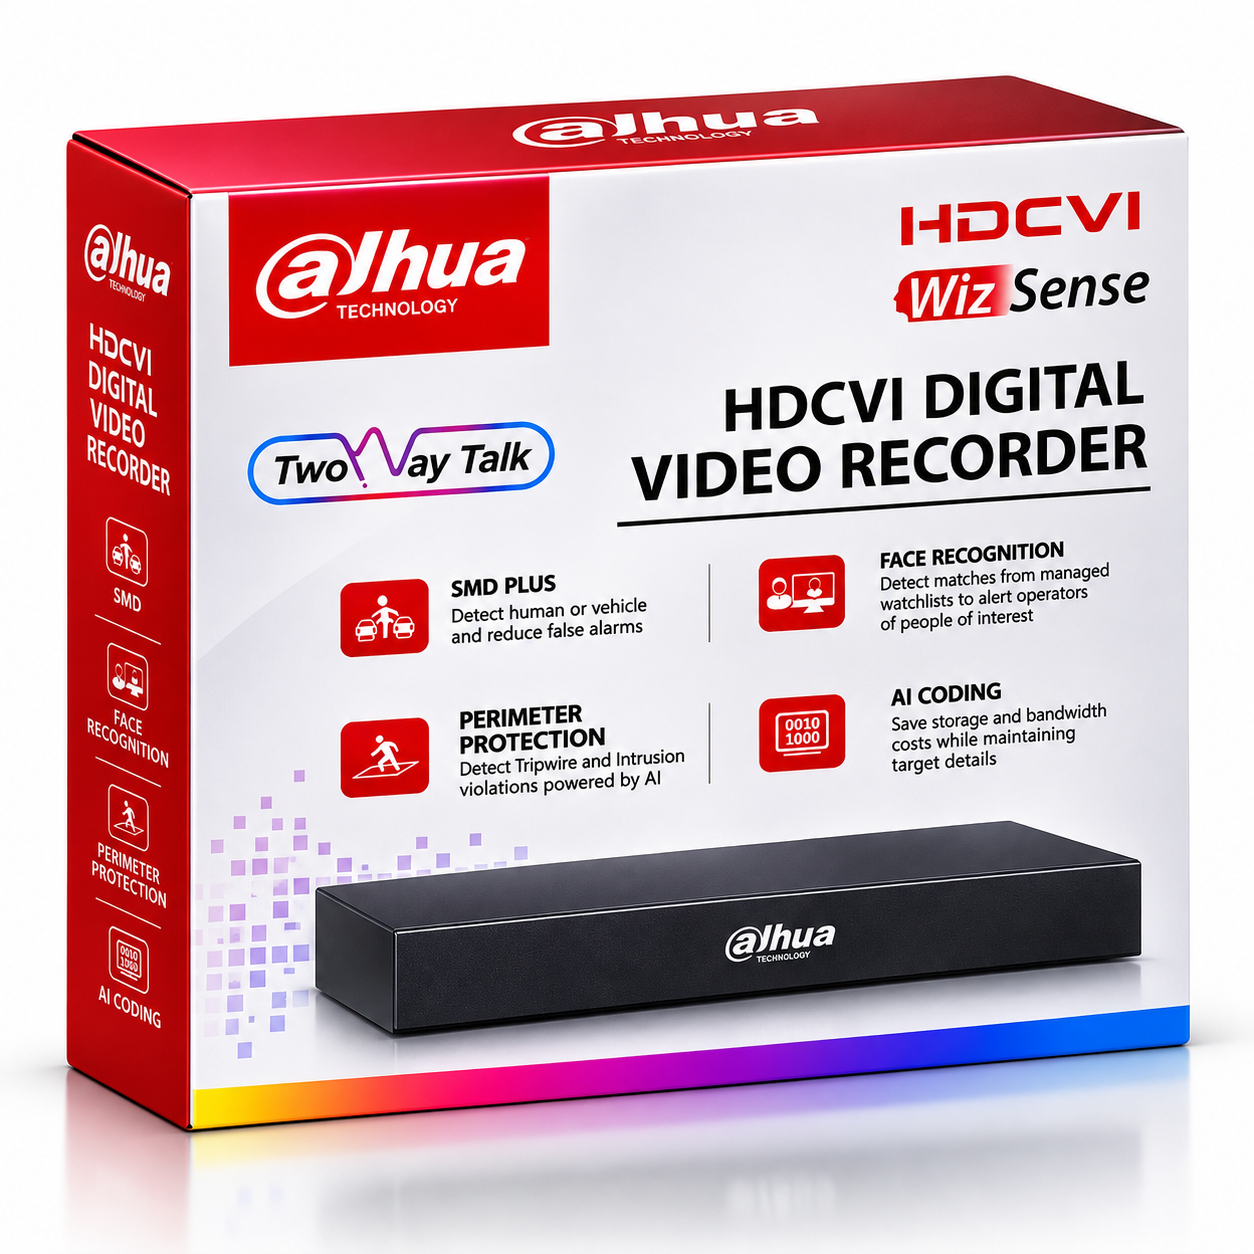 alhua
TECHNOLOGY
alhua
TECHNOLOGY
HDCVI
DIGITAL
VIDEO
RECORDER
SMD
FACE
RECOGNITION
PERIMETER
PROTECTION
0010
1000
AI CODING
alhua
TECHNOLOGY
HDCVI
Wiz Sense
HDCVI DIGITAL
VIDEO RECORDER
Two Way Talk
SMD PLUS
Detect human or vehicle
and reduce false alarms
FACE RECOGNITION
Detect matches from managed
watchlists to alert operators
of people of interest
PERIMETER
PROTECTION
Detect Tripwire and Intrusion
violations powered by AI
0010
1000
AI CODING
Save storage and bandwidth
costs while maintaining
target details
alhua
TECHNOLOGY